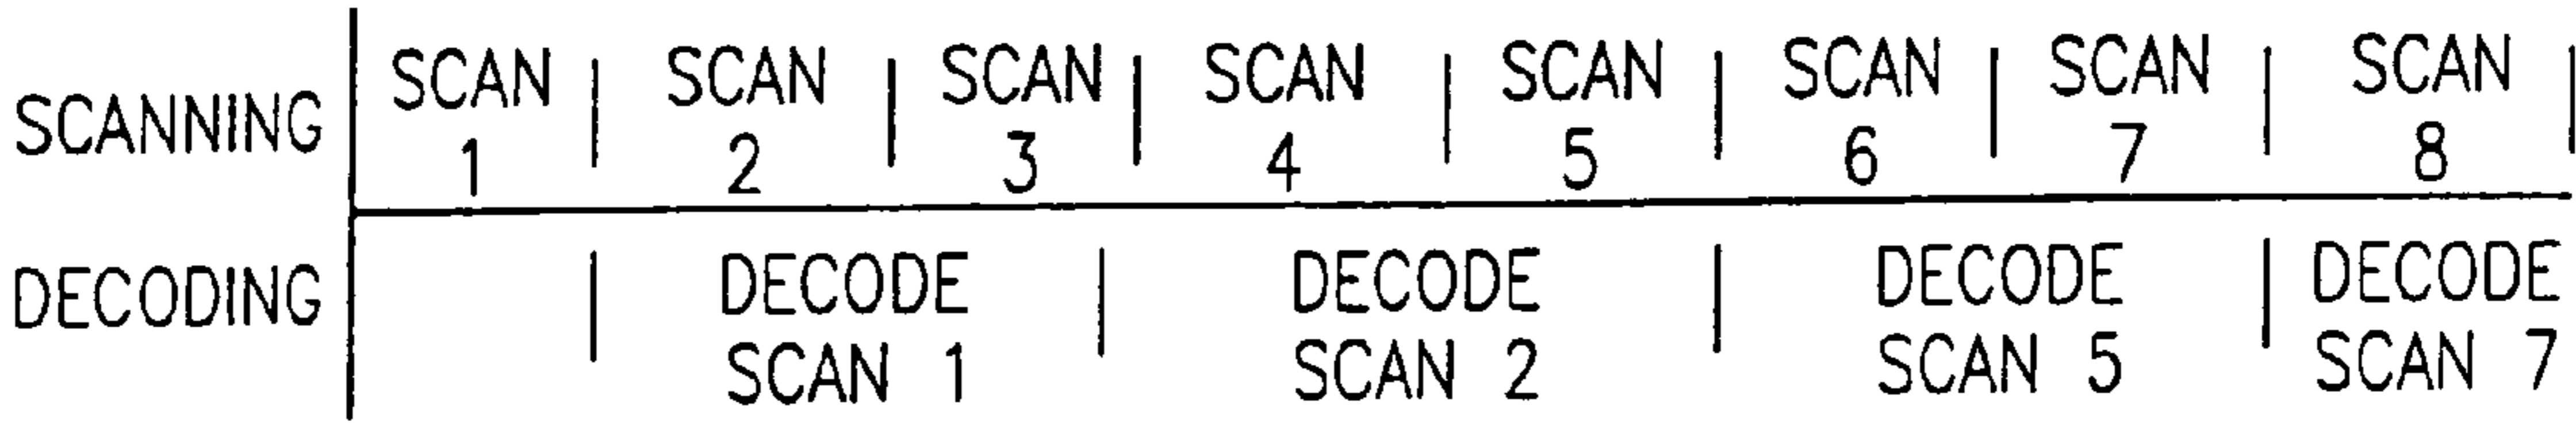 SCANNING
SCAN 1
SCAN 2
SCAN 3
SCAN 4
SCAN 5
SCAN 6
SCAN 7
SCAN 8
DECODING
DECODE
SCAN 1
DECODE
SCAN 2
DECODE
SCAN 5
DECODE
SCAN 7